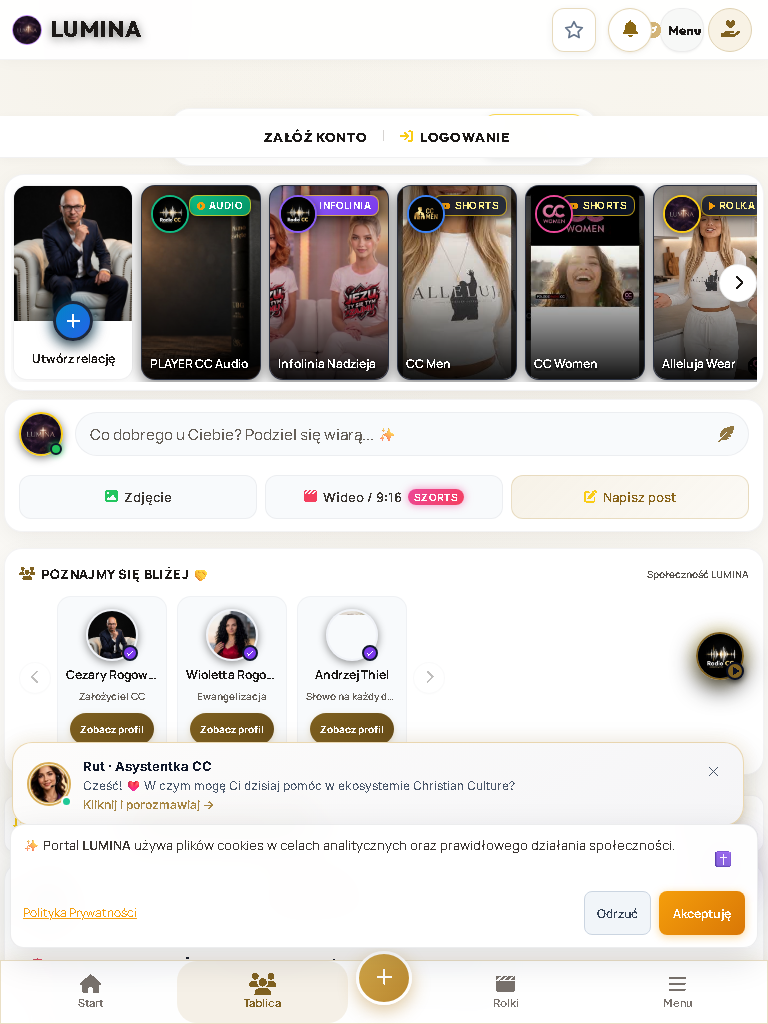 LUMINA
Menu
ZAŁÓŻ KONTO
LOGOWANIE
AUDIO
INFOLINIA
SHORTS
SHORTS
ROLKA
Utwórz relację
PLAYER CC Audio
Infolinia Nadzieja
CC Men
CC Women
Alleluja Wear
Co dobrego u Ciebie? Podziel się wiarą... ✨
Zdjęcie
Wideo / 9:16 SZORTS
Napisz post
POZNAJMY SIĘ BLIŻEJ 🤝
Społeczność LUMINA
Cezary Rogow...
Wioletta Rogo...
Andrzej Thiel
Założyciel CC
Ewangelizacja
Słowo na każdy d...
Zobacz profil
Zobacz profil
Zobacz profil
Radio CC
Rut · Asystentka CC
Cześć! ❤️ W czym mogę Ci dzisiaj pomóc w ekosystemie Christian Culture?
Kliknij i porozmawiaj →
✨ Portal LUMINA używa plików cookies w celach analitycznych oraz prawidłowego działania społeczności.
Polityka Prywatności
Odrzuć
Akceptuję
Start
Tablica
Rolki
Menu